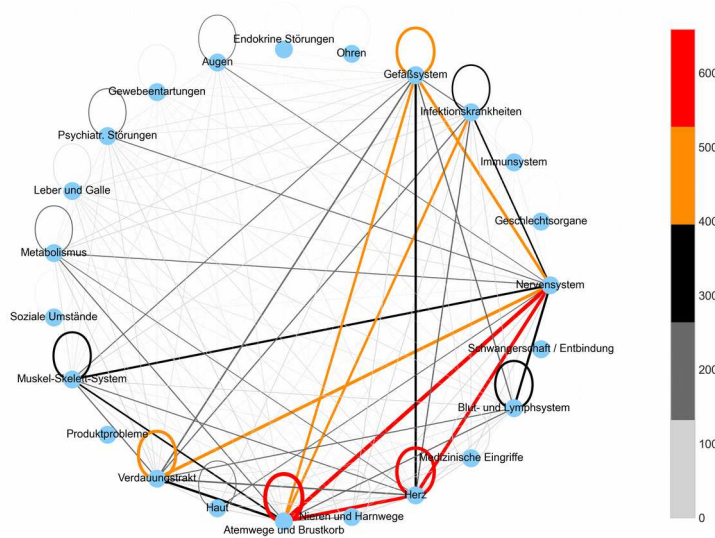 Endokrine Störungen
Ohren
Augen
Gefäßsystem
Gewebeentartungen
Infektionskrankheiten
Psychiatr. Störungen
Immunsystem
Leber und Galle
Geschlechtsorgane
Metabolismus
Nervensystem
Soziale Umstände
Schwangerschaft / Entbindung
Muskel-Skelett-System
Blut- und Lymphsystem
Produktprobleme
Medizinische Eingriffe
Verdauungstrakt
Herz
Haut
Nieren und Harnwege
Atemwege und Brustkorb
600
500
400
300
200
100
0